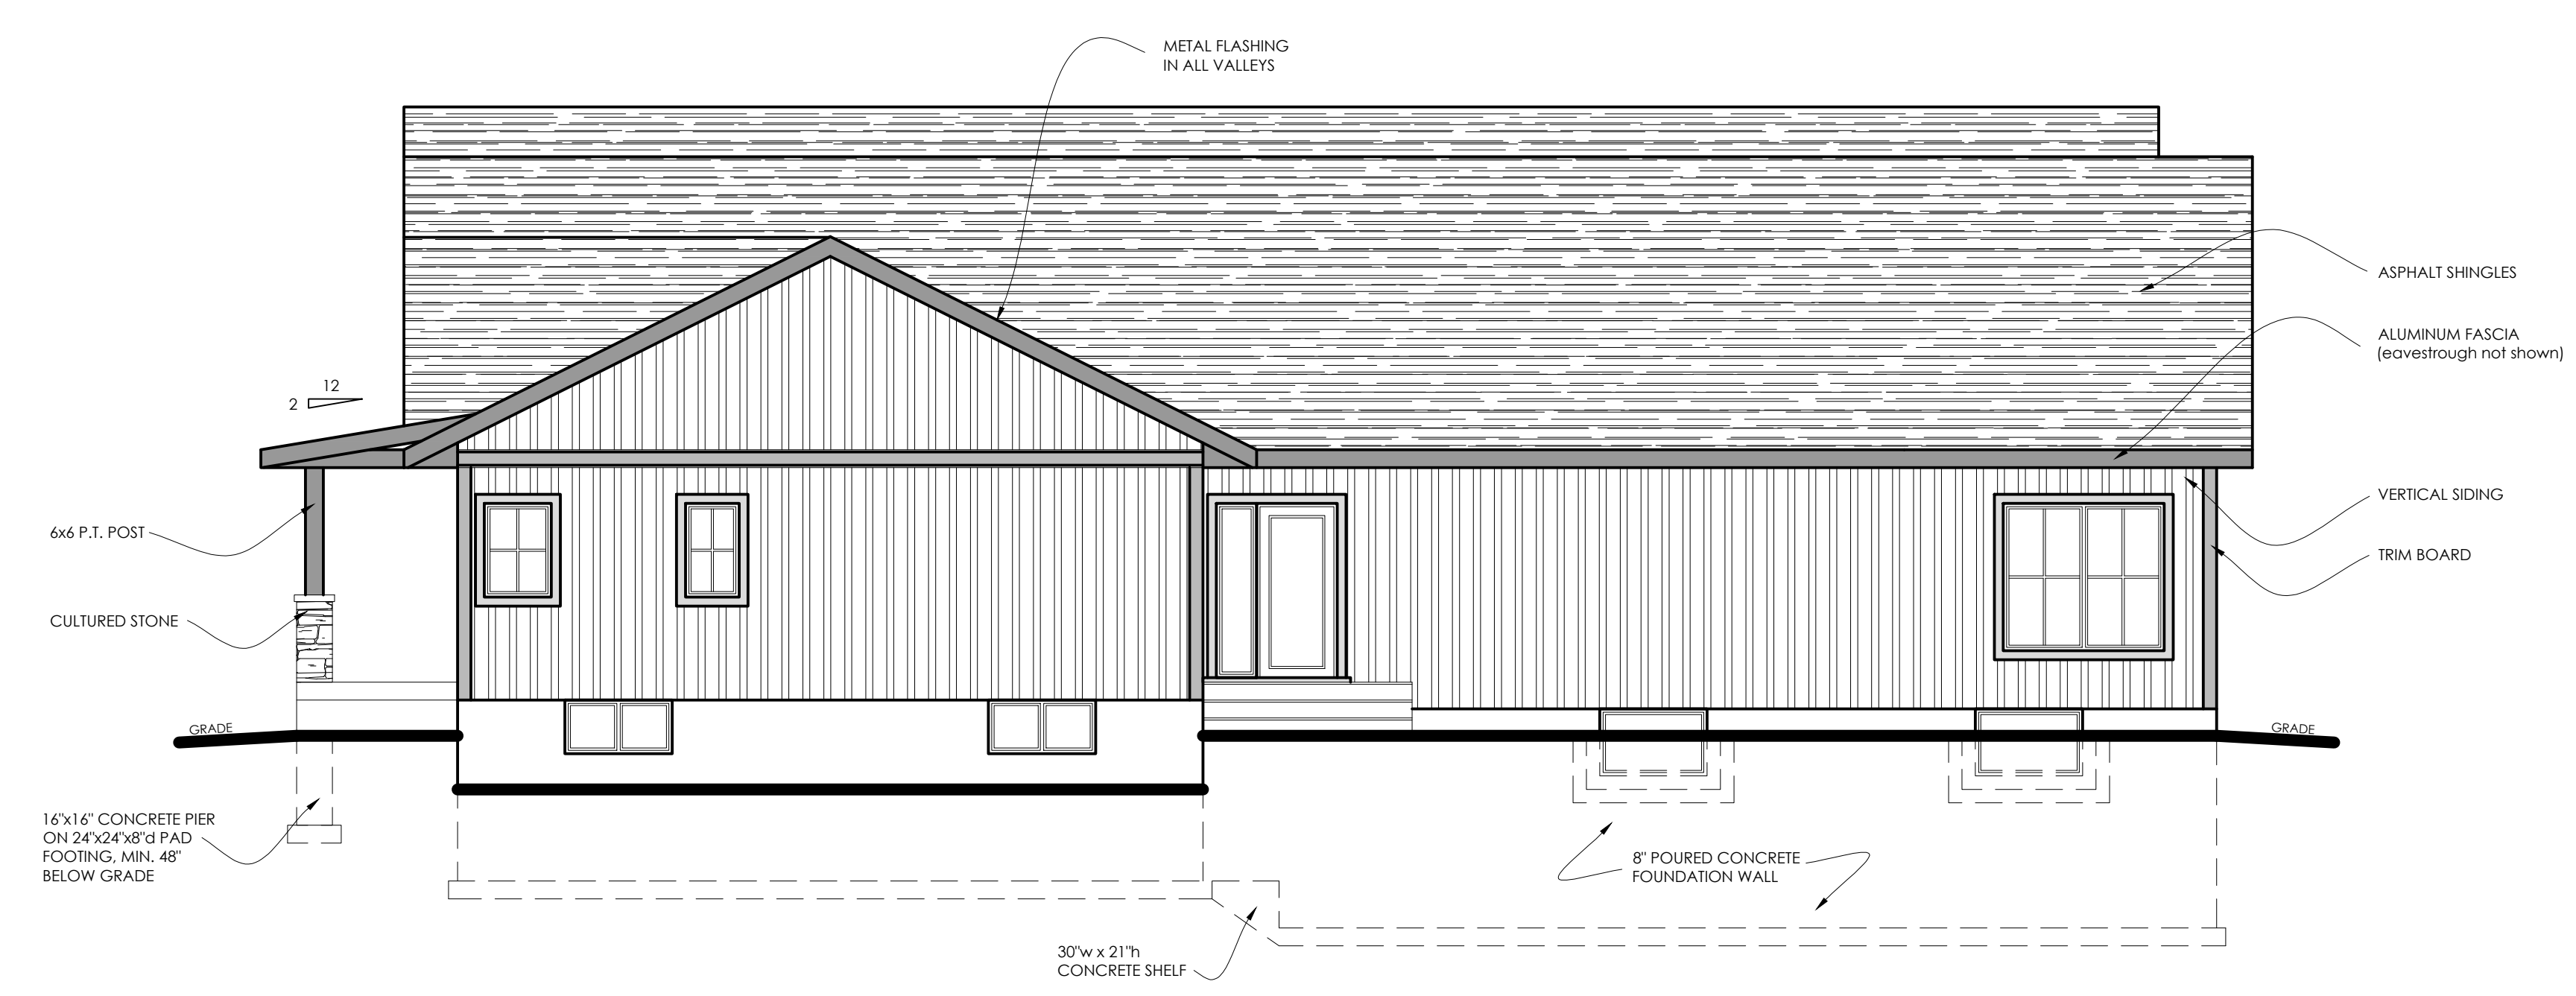 METAL FLASHING
IN ALL VALLEYS
ASPHALT SHINGLES
ALUMINUM FASCIA
(eavestrough not shown)
12
2
VERTICAL SIDING
6x6 P.T. POST
TRIM BOARD
CULTURED STONE
GRADE
GRADE
16"x16" CONCRETE PIER
ON 24"x24"x8"d PAD
FOOTING, MIN. 48"
BELOW GRADE
8" POURED CONCRETE
FOUNDATION WALL
30"w x 21"h
CONCRETE SHELF